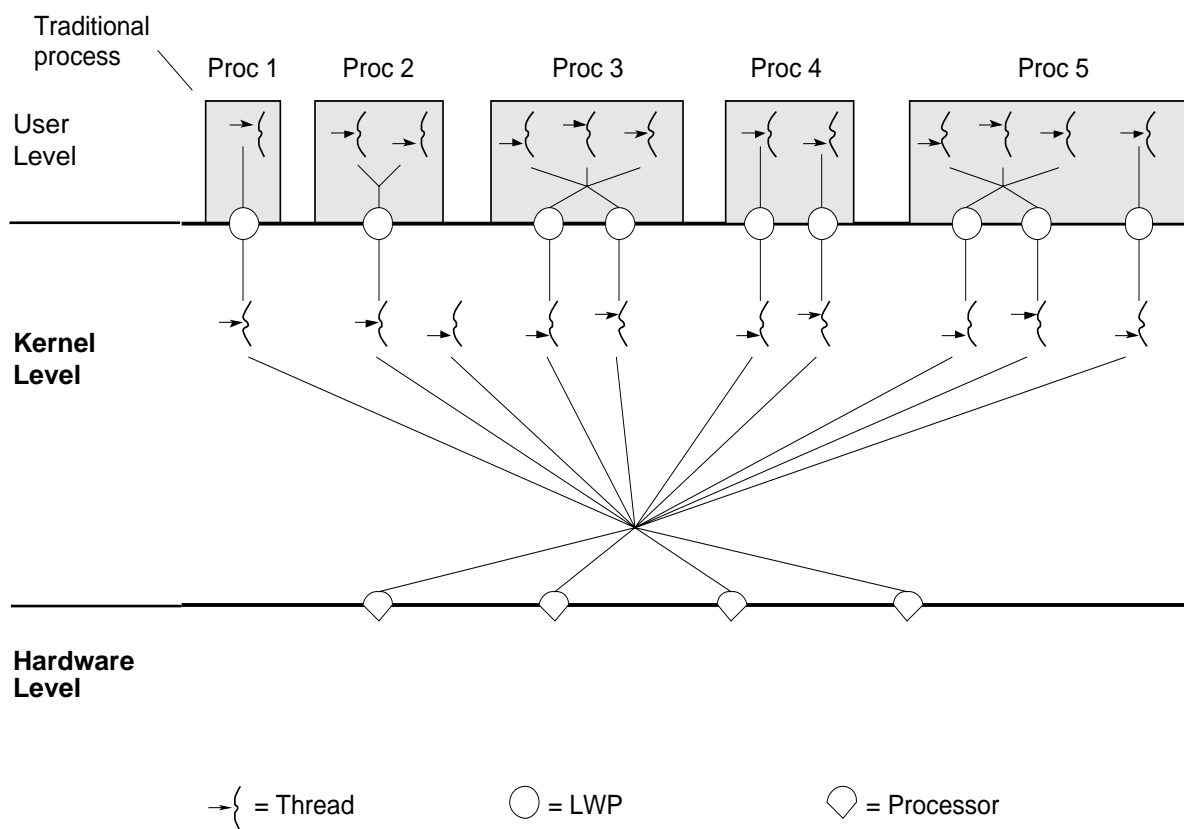 Traditional
process
Proc 1
Proc 2
Proc 3
Proc 4
Proc 5
User
Level
Kernel
Level
Hardware
Level
= Thread
= LWP
= Processor